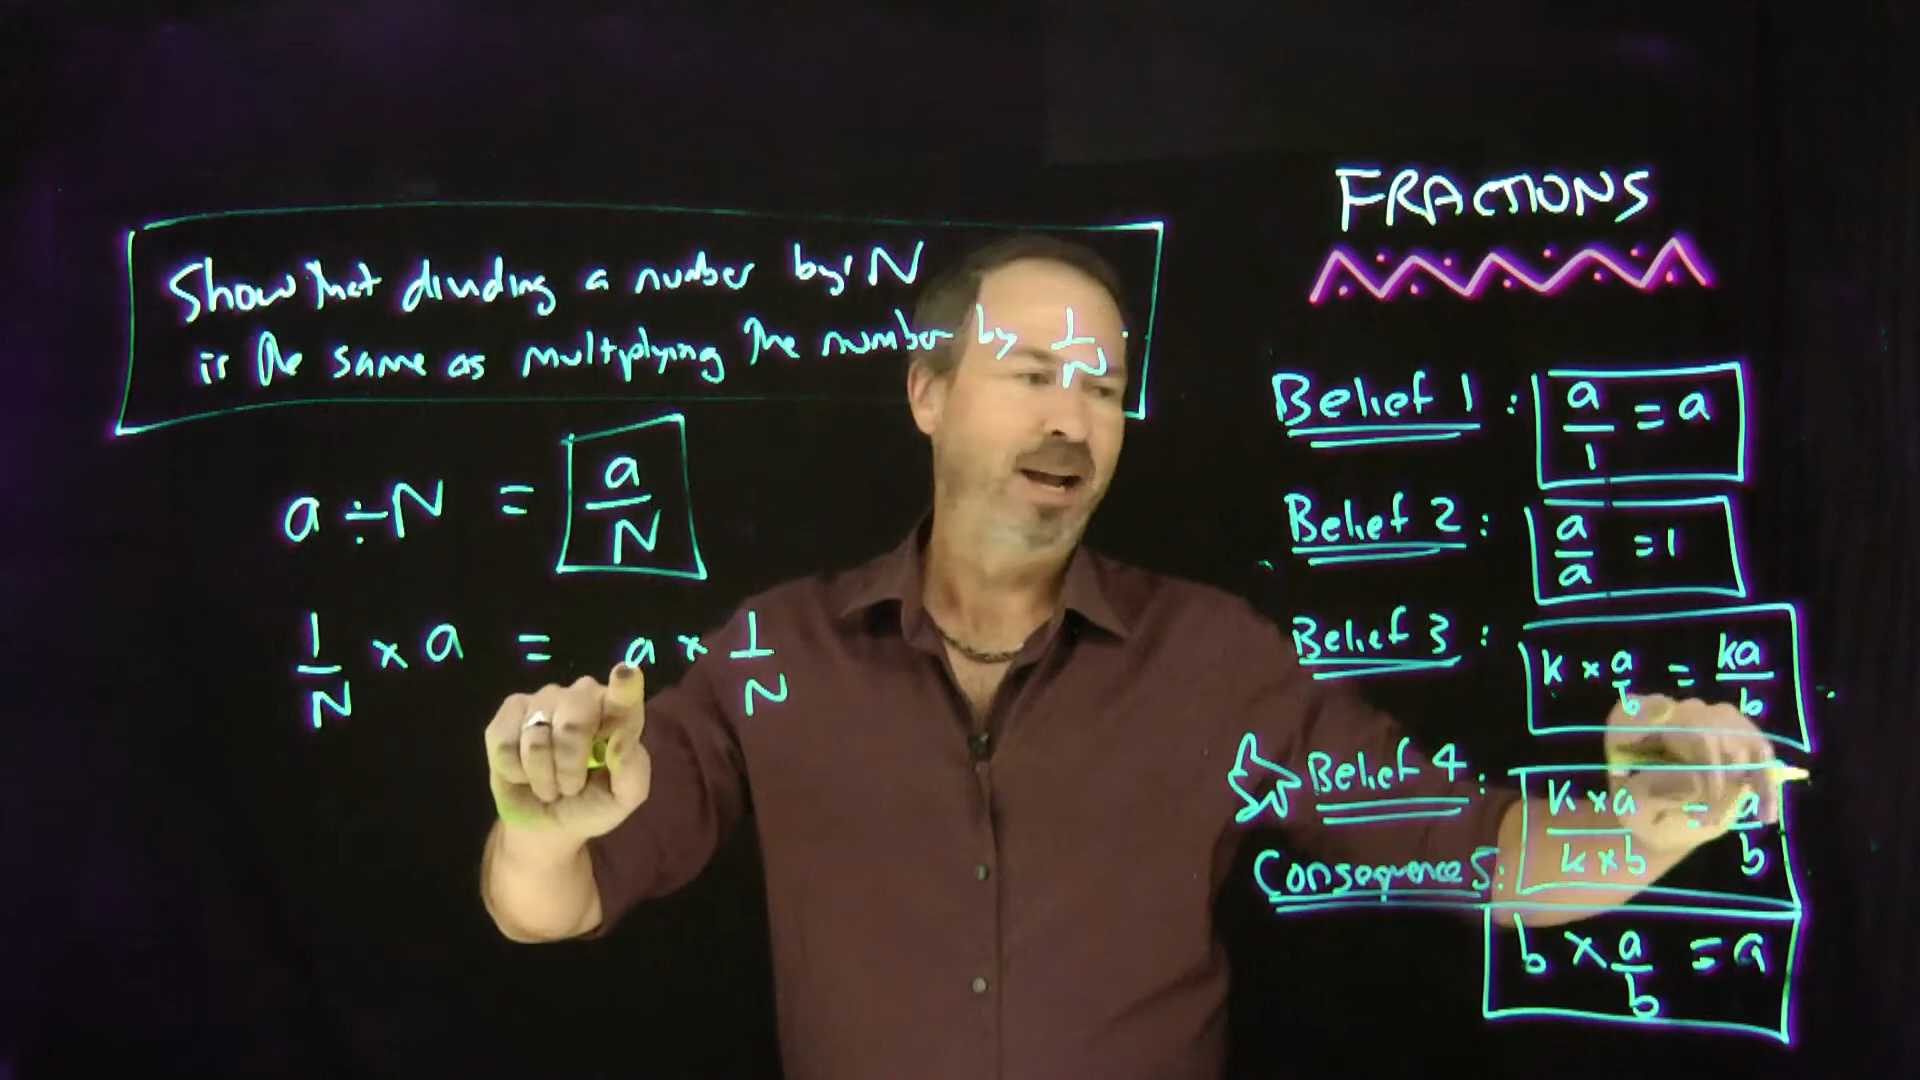 Show that dividing a number by N
is the same as multiplying the number by 1/N.
a ÷ N = a/N
1/N × a = a × 1/N
FRACTIONS
Belief 1 : a/1 = a
Belief 2 : a/a = 1
Belief 3 : k × a/b = ka/b
Belief 4 : k × a / k × b = a/b
Consequence 5: b × a/b = a